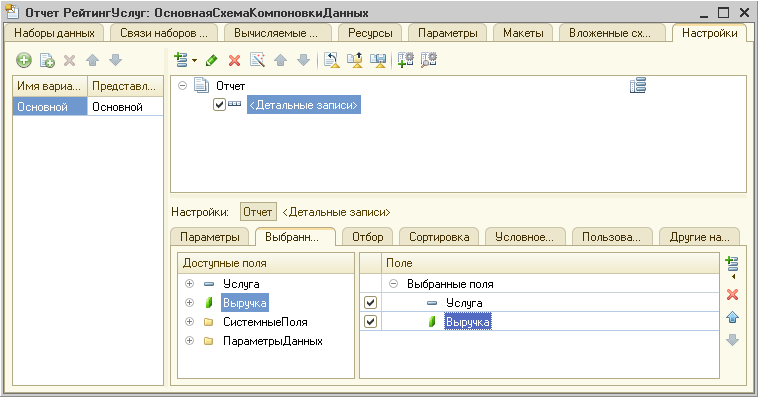 Отчет РейтингУслуг: ОсновнаяСхемаКомпоновкиДанных
Наборы данных Связи наборов ... Вычисляемые ... Ресурсы Параметры Макеты Вложенные сх... Настройки
Имя вариа... Представл...
Основной Основной
Отчет
<Детальные записи>
Настройки: Отчет <Детальные записи>
Параметры Выбранн... Отбор Сортировка Условное... Пользова... Другие на...
Доступные поля Поле
Услуга Выбранные поля
Выручка Услуга
СистемныеПоля Выручка
ПараметрыДанных